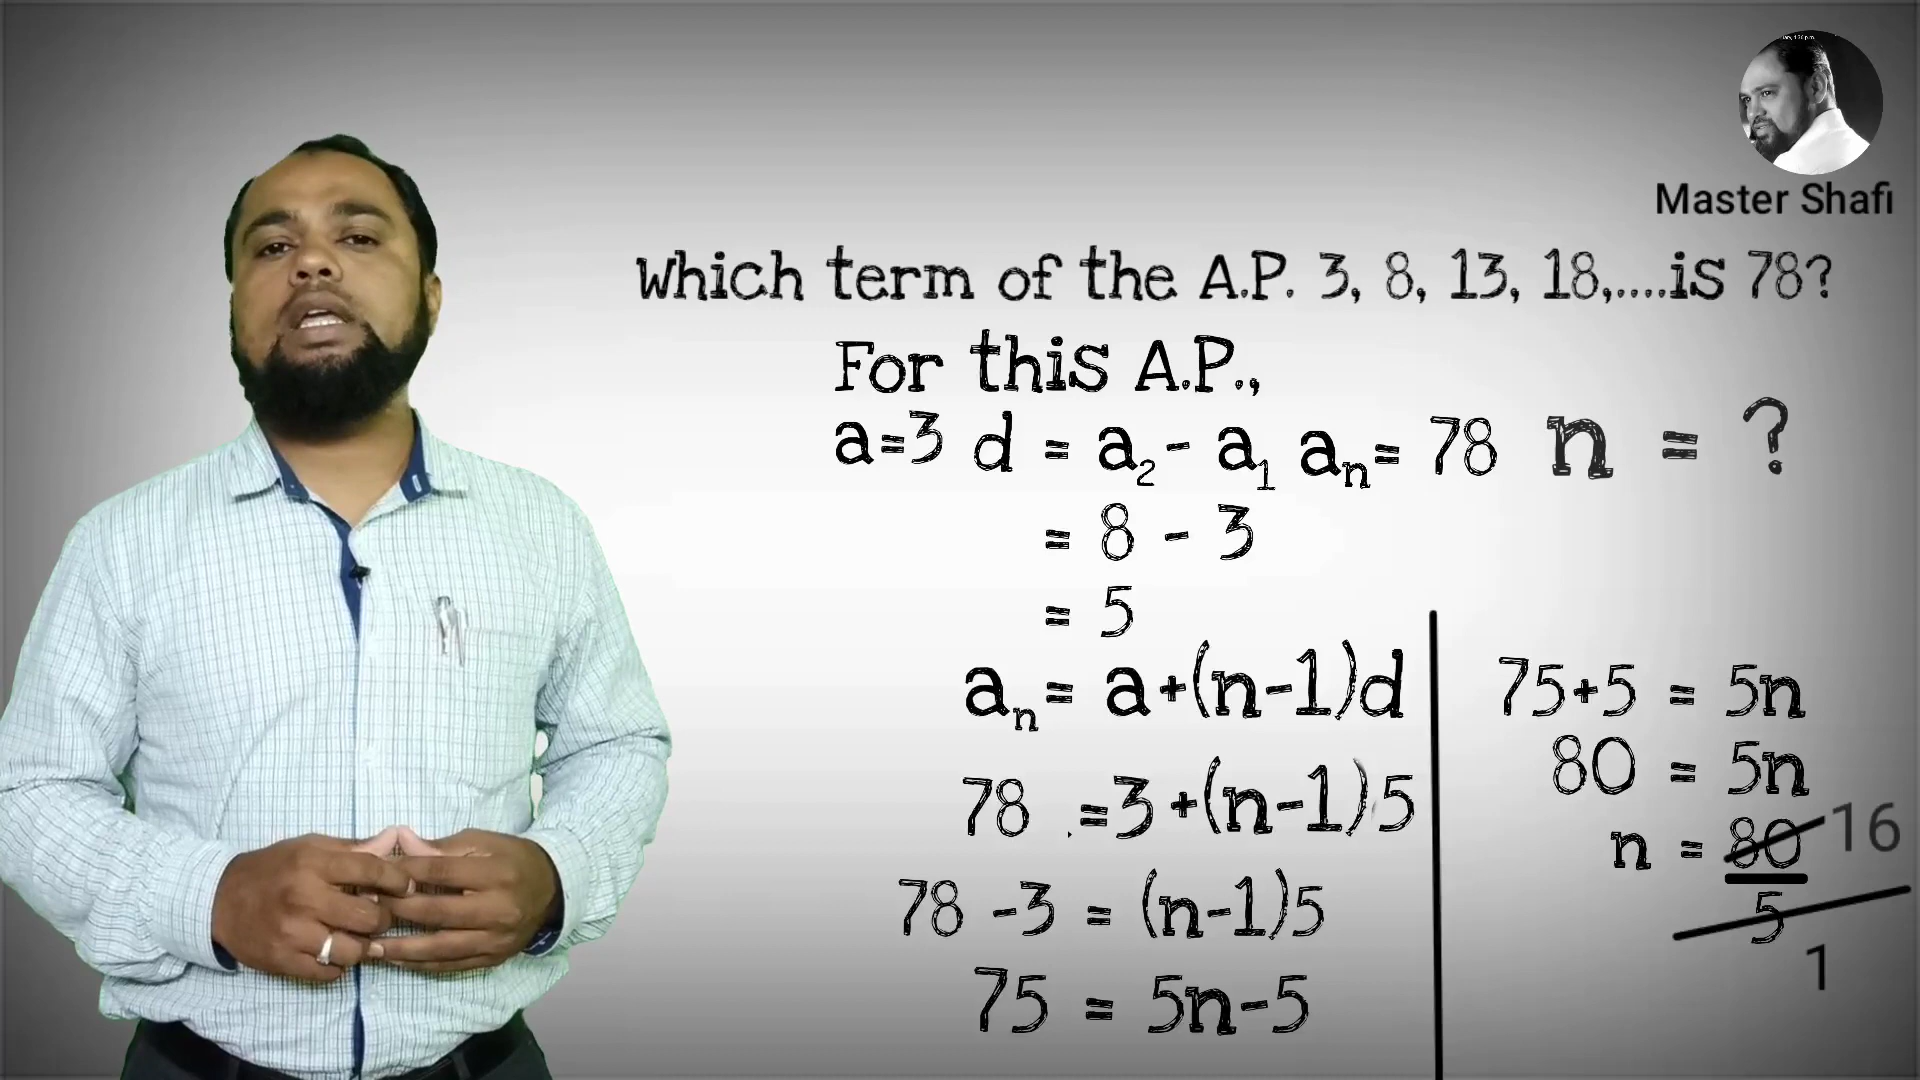 Master Shafi
Which term of the A.P. 3, 8, 13, 18,....is 78?
For this A.P.,
a=3 d = a₂- a₁ aₙ= 78 n = ?
= 8 - 3
= 5
aₙ= a+(n-1)d
78 =3+(n-1)5
78 -3 = (n-1)5
75 = 5n-5
75+5 = 5n
80 = 5n
n = 80 16
5
1